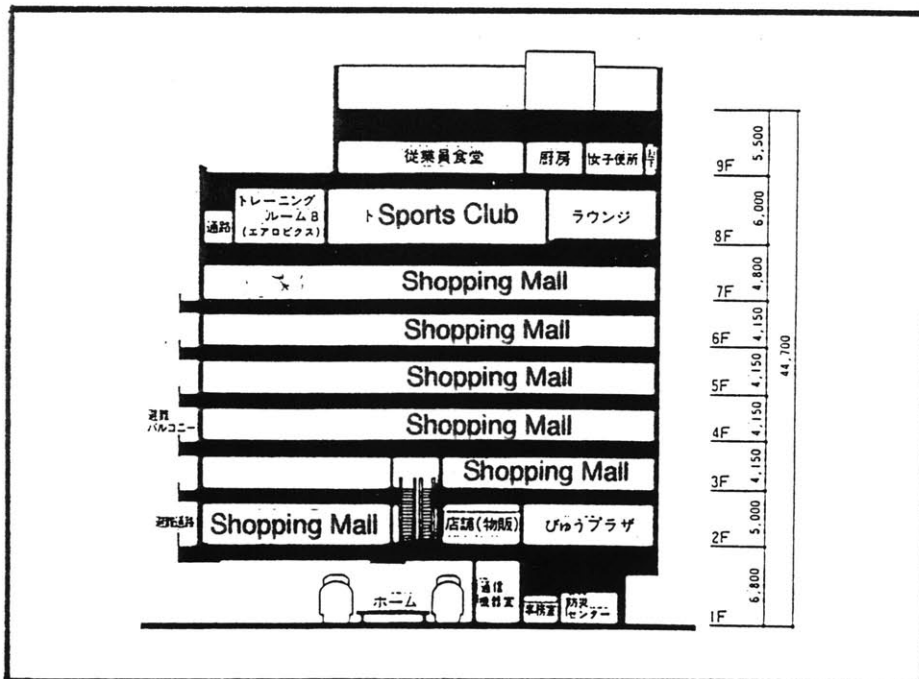 従業員食堂
厨房
女子便所
9F
5,500
トレーニング
ルームB
(エアロビクス)
通路
ト Sports Club
ラウンジ
8F
6,000
Shopping Mall
7F
4,800
Shopping Mall
6F
4,150
Shopping Mall
5F
4,150
44,700
避難
バルコニー
Shopping Mall
4F
4,150
Shopping Mall
3F
4,150
避難通路
Shopping Mall
店舗(物販)
びゅうプラザ
2F
5,000
ホーム
通信
機器室
事務室
防災
センター
1F
6,800